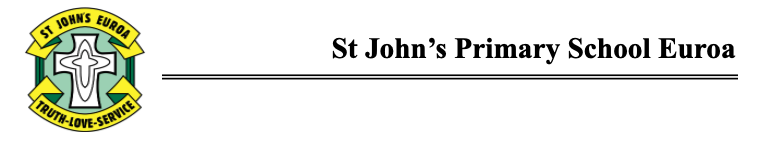 ST JOHN'S EUROA
St John’s Primary School Euroa
TRUTH-LOVE-SERVICE